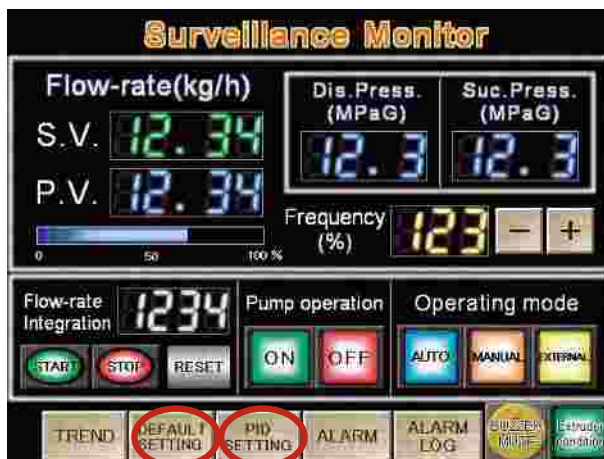 Surveillance Monitor
Flow-rate(kg/h)
S.V. 12.34
P.V. 12.34
0 50 100 %
Dis.Press. (MPaG)
12.3
Suc.Press. (MPaG)
12.3
Frequency (%) 123 − +
Flow-rate Integration 1234
START STOP RESET
Pump operation
ON OFF
Operating mode
AUTO MANUAL EXTERNAL
TREND
DEFAULT SETTING
PID SETTING
ALARM
ALARM LOG
BUZZER MUTE
Extruder condition